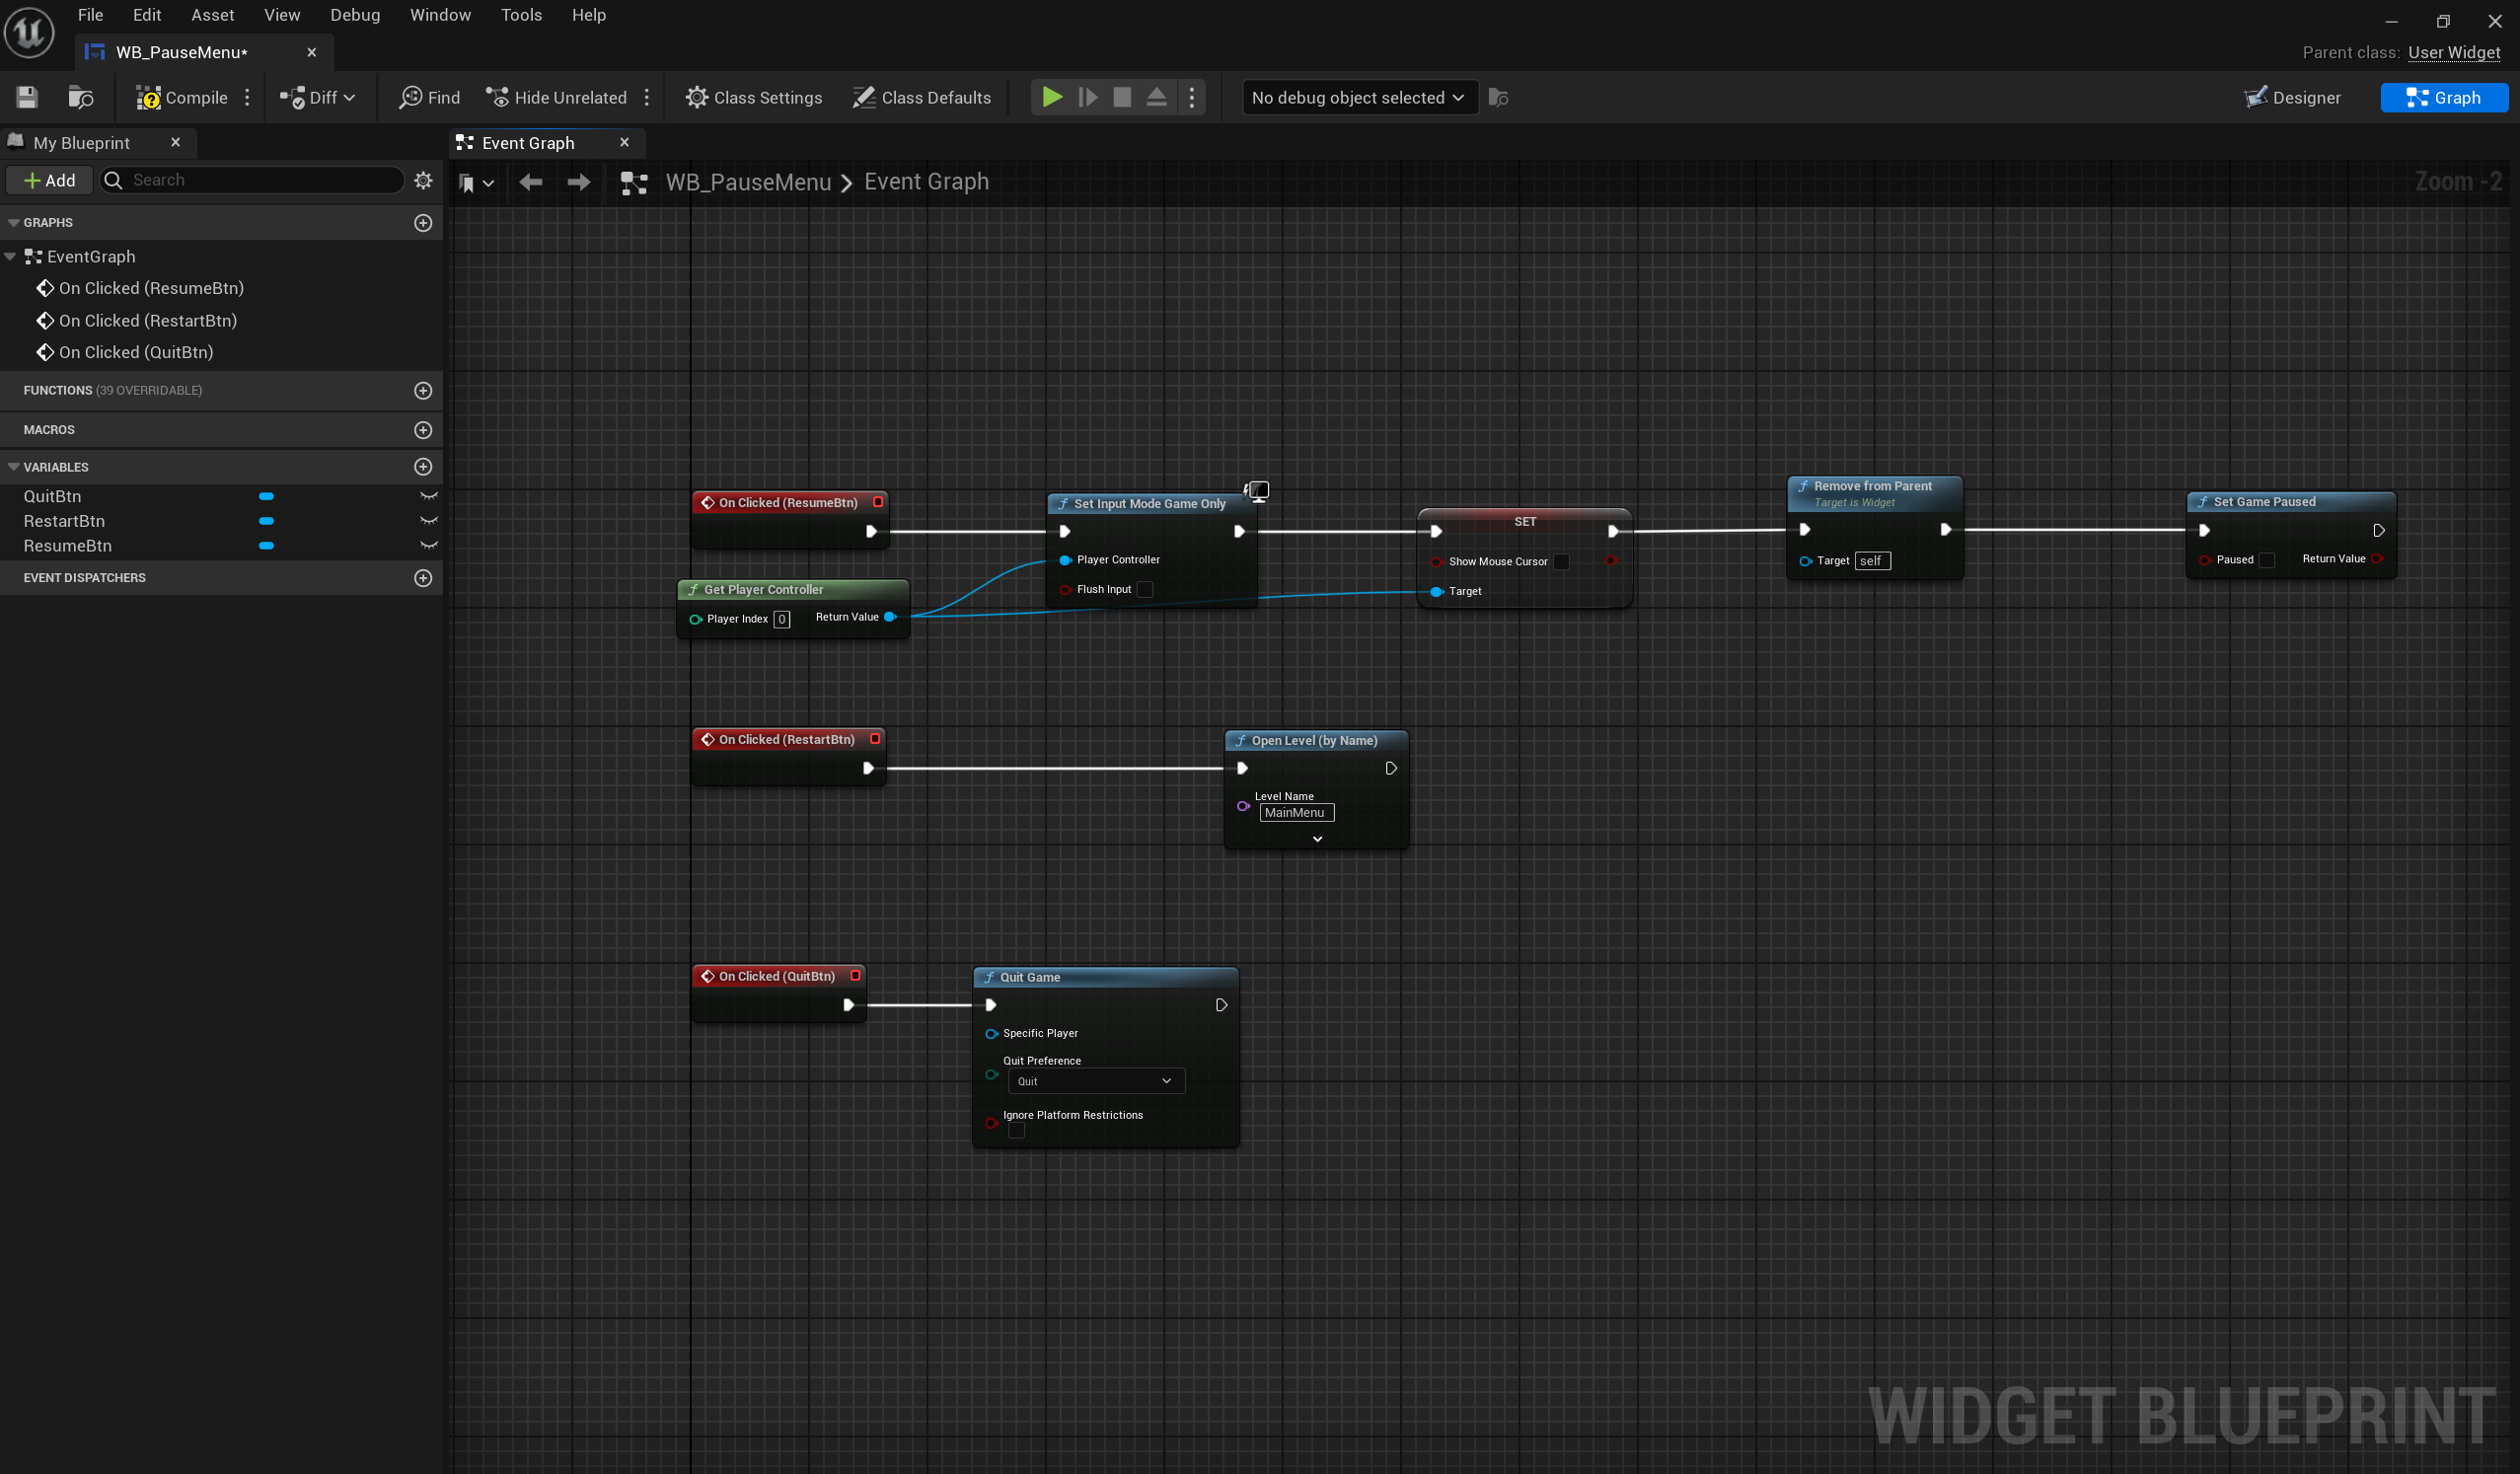 File Edit Asset View Debug Window Tools Help
WB_PauseMenu*
Parent class: User Widget
Compile Diff Find Hide Unrelated Class Settings Class Defaults No debug object selected Designer Graph
My Blueprint
Event Graph
Add Search
WB_PauseMenu > Event Graph
Zoom -2
GRAPHS
EventGraph
On Clicked (ResumeBtn)
On Clicked (RestartBtn)
On Clicked (QuitBtn)
FUNCTIONS (39 OVERRIDABLE)
MACROS
VARIABLES
QuitBtn
RestartBtn
ResumeBtn
EVENT DISPATCHERS
On Clicked (ResumeBtn)
Get Player Controller
Player Index 0 Return Value
f Set Input Mode Game Only
Player Controller
Flush Input
SET
Show Mouse Cursor
Target
f Remove from Parent
Target is Widget
Target self
f Set Game Paused
Paused Return Value
On Clicked (RestartBtn)
f Open Level (by Name)
Level Name
MainMenu
On Clicked (QuitBtn)
f Quit Game
Specific Player
Quit Preference
Quit
Ignore Platform Restrictions
WIDGET BLUEPRINT